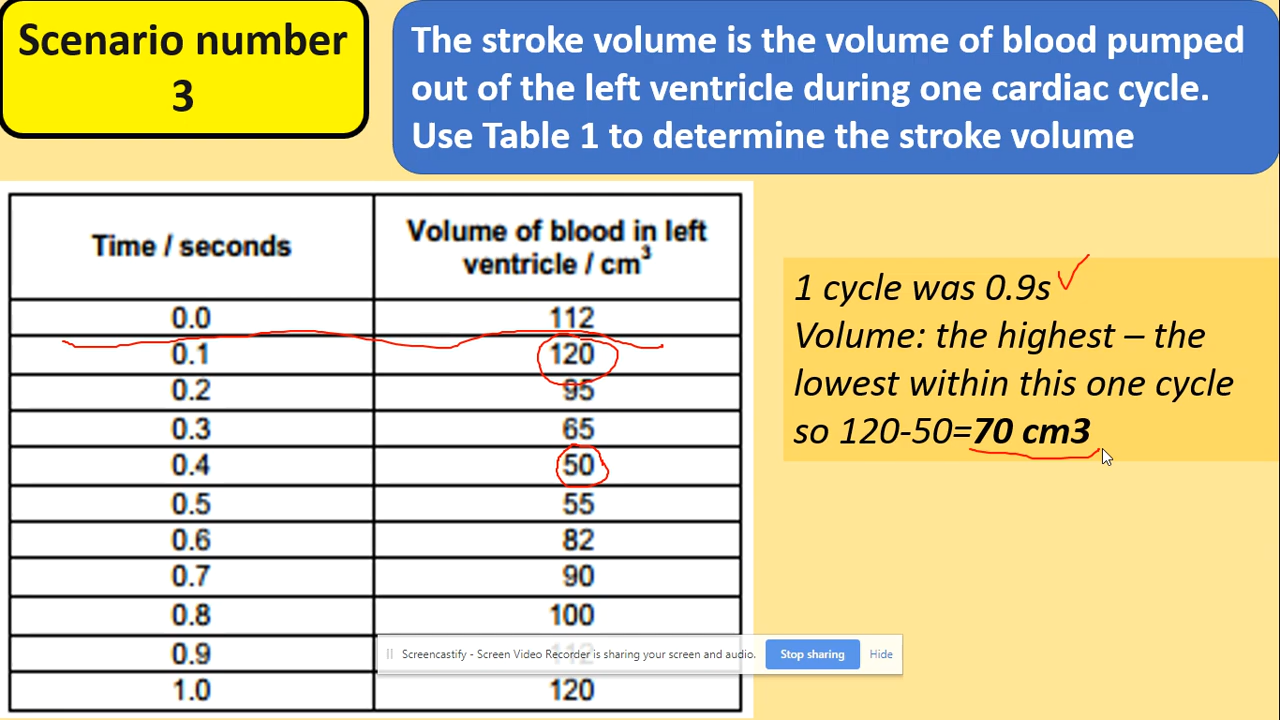 Scenario number
3
The stroke volume is the volume of blood pumped
out of the left ventricle during one cardiac cycle.
Use Table 1 to determine the stroke volume
Time / seconds
Volume of blood in left
ventricle / cm³
0.0 112
0.1 120
0.2 95
0.3 65
0.4 50
0.5 55
0.6 82
0.7 90
0.8 100
0.9
1.0 120
1 cycle was 0.9s
Volume: the highest – the
lowest within this one cycle
so 120-50=70 cm3
Screencastify - Screen Video Recorder is sharing your screen and audio.
Stop sharing
Hide